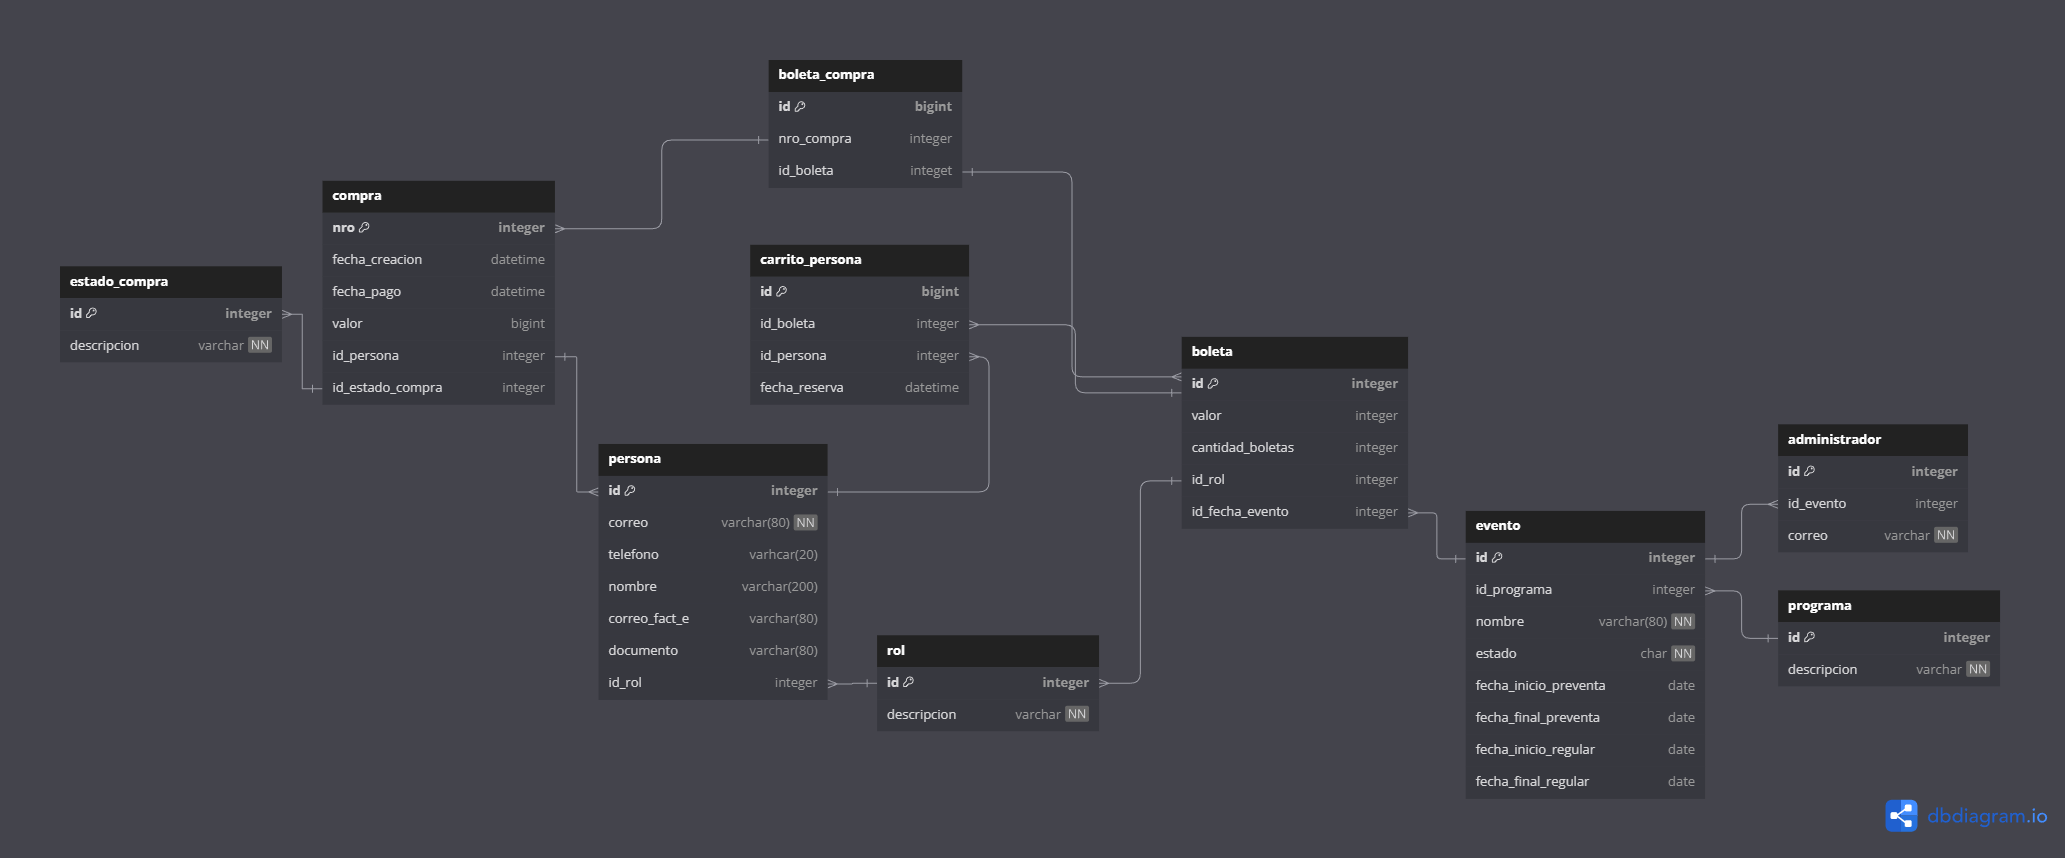 boleta_compra
id bigint
nro_compra integer
id_boleta integet
compra
nro integer
fecha_creacion datetime
fecha_pago datetime
valor bigint
id_persona integer
id_estado_compra integer
estado_compra
id integer
descripcion varchar NN
carrito_persona
id bigint
id_boleta integer
id_persona integer
fecha_reserva datetime
persona
id integer
correo varchar(80) NN
telefono varhcar(20)
nombre varchar(200)
correo_fact_e varchar(80)
documento varchar(80)
id_rol integer
rol
id integer
descripcion varchar NN
boleta
id integer
valor integer
cantidad_boletas integer
id_rol integer
id_fecha_evento integer
evento
id integer
id_programa integer
nombre varchar(80) NN
estado char NN
fecha_inicio_preventa date
fecha_final_preventa date
fecha_inicio_regular date
fecha_final_regular date
administrador
id integer
id_evento integer
correo varchar NN
programa
id integer
descripcion varchar NN
dbdiagram.io